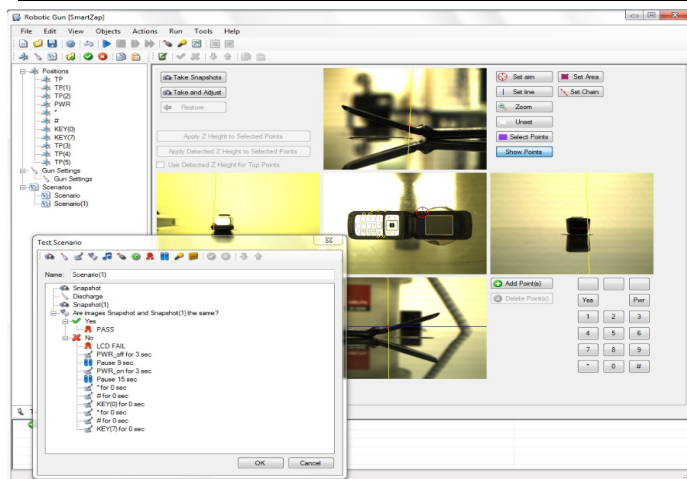 Robotic Gun [SmartZap]
File Edit View Objects Actions Run Tools Help
Positions
TP
TP(1)
TP(2)
PWR
*
#
KEY(0)
KEY(7)
TP(3)
TP(4)
TP(5)
Gun Settings
Gun Settings
Scenarios
Scenario
Scenario(1)
Take Snapshots
Take and Adjust
Restore
Apply Z Height to Selected Points
Apply Detected Z Height to Selected Points
Use Detected Z Height for Top Points
Set aim
Set Area
Set line
Set Chain
Zoom
Unset
Select Points
Show Points
Add Point(s)
Delete Point(s)
Yes Pwr
1 2 3
4 5 6
7 8 9
* 0 #
Test Scenario
Name: Scenario(1)
Snapshot
Discharge
Snapshot(1)
Are images Snapshot and Snapshot(1) the same?
Yes
PASS
No
LCD FAIL
PWR_off for 3 sec
Pause 9 sec
PWR_on for 3 sec
Pause 15 sec
* for 0 sec
# for 0 sec
KEY(0) for 0 sec
* for 0 sec
# for 0 sec
KEY(7) for 0 sec
OK Cancel